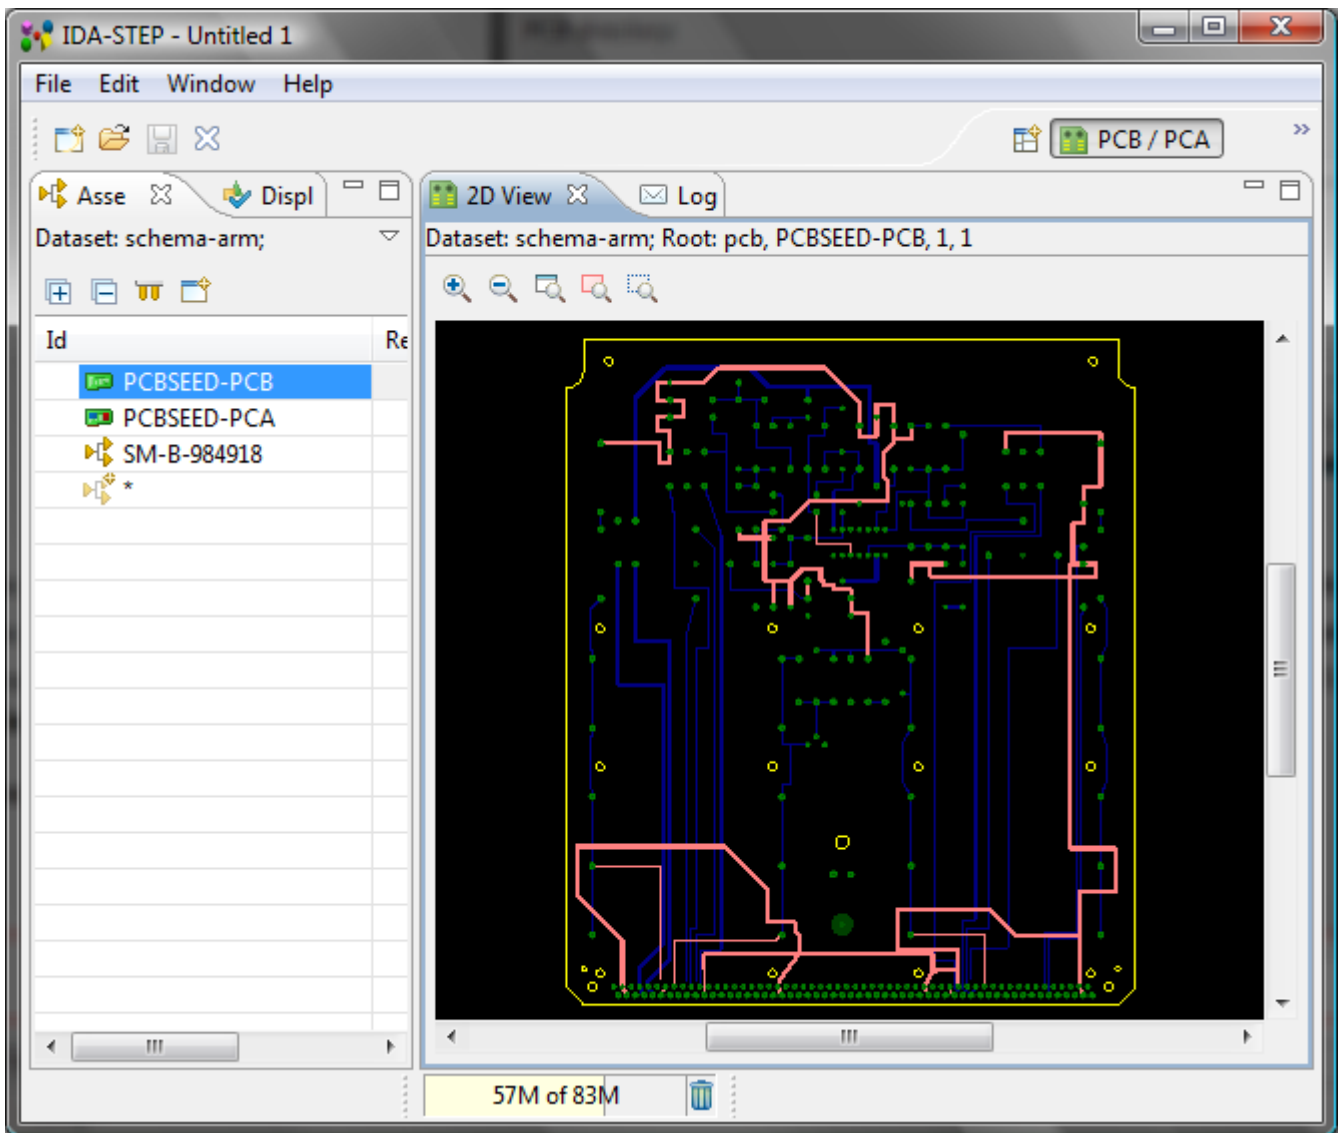 IDA-STEP - Untitled 1
File Edit Window Help
PCB / PCA
Asse Displ
2D View Log
Dataset: schema-arm;
Dataset: schema-arm; Root: pcb, PCBSEED-PCB, 1, 1
Id Re
PCBSEED-PCB
PCBSEED-PCA
SM-B-984918
*
57M of 83M